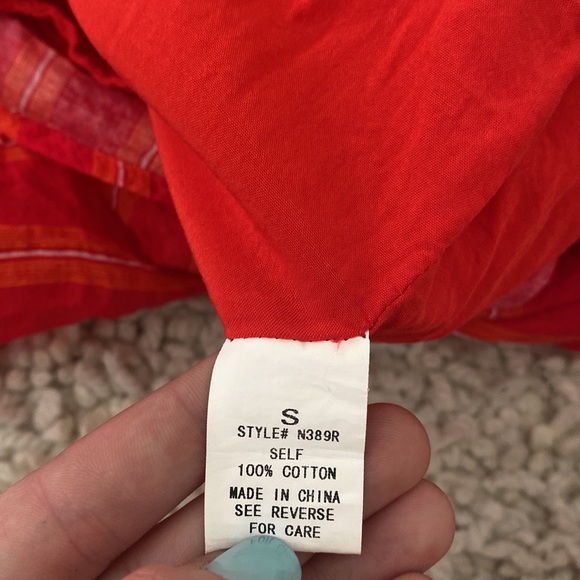 S
STYLE# N389R
SELF
100% COTTON
MADE IN CHINA
SEE REVERSE
FOR CARE